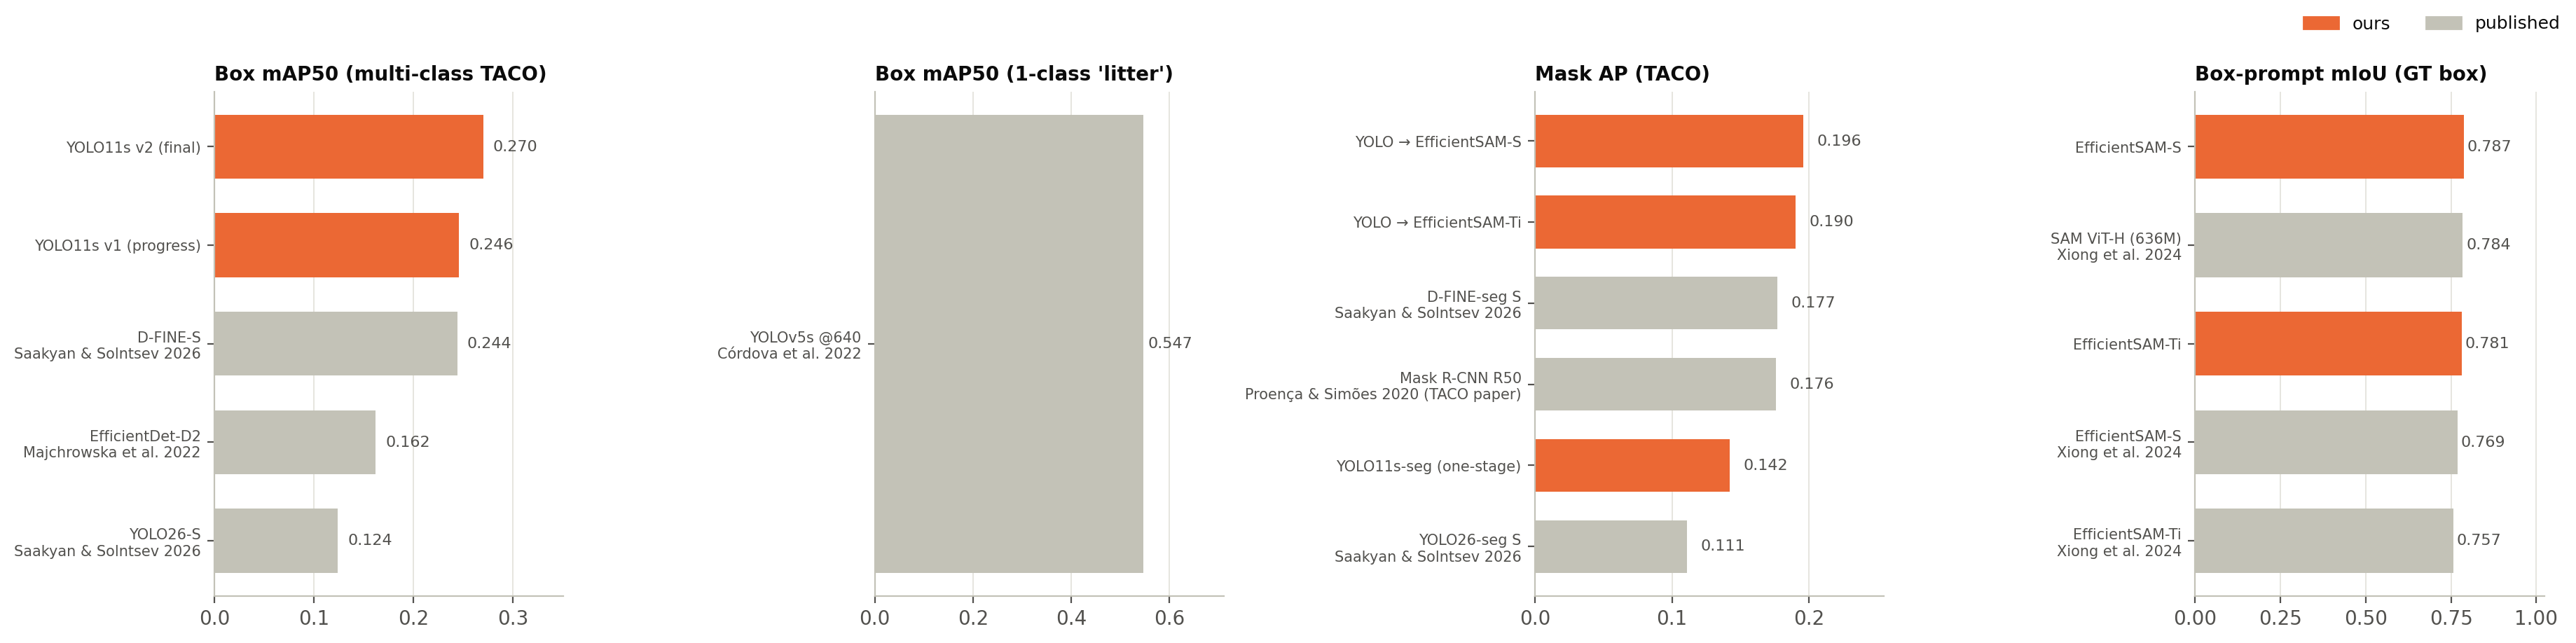 ours
published
Box mAP50 (multi-class TACO)
YOLO11s v2 (final)
0.270
YOLO11s v1 (progress)
0.246
D-FINE-S
Saakyan & Solntsev 2026
0.244
EfficientDet-D2
Majchrowska et al. 2022
0.162
YOLO26-S
Saakyan & Solntsev 2026
0.124
0.0 0.1 0.2 0.3
Box mAP50 (1-class 'litter')
YOLOv5s @640
Córdova et al. 2022
0.547
0.0 0.2 0.4 0.6
Mask AP (TACO)
YOLO → EfficientSAM-S
0.196
YOLO → EfficientSAM-Ti
0.190
D-FINE-seg S
Saakyan & Solntsev 2026
0.177
Mask R-CNN R50
Proença & Simões 2020 (TACO paper)
0.176
YOLO11s-seg (one-stage)
0.142
YOLO26-seg S
Saakyan & Solntsev 2026
0.111
0.0 0.1 0.2
Box-prompt mIoU (GT box)
EfficientSAM-S
0.787
SAM ViT-H (636M)
Xiong et al. 2024
0.784
EfficientSAM-Ti
0.781
EfficientSAM-S
Xiong et al. 2024
0.769
EfficientSAM-Ti
Xiong et al. 2024
0.757
0.00 0.25 0.50 0.75 1.00